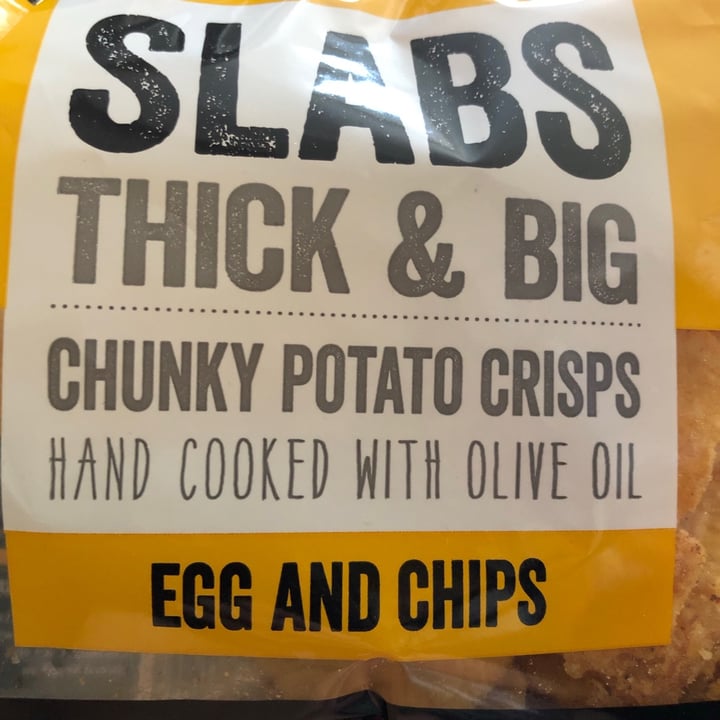 SLABS
THICK & BIG
CHUNKY POTATO CRISPS
HAND COOKED WITH OLIVE OIL
EGG AND CHIPS